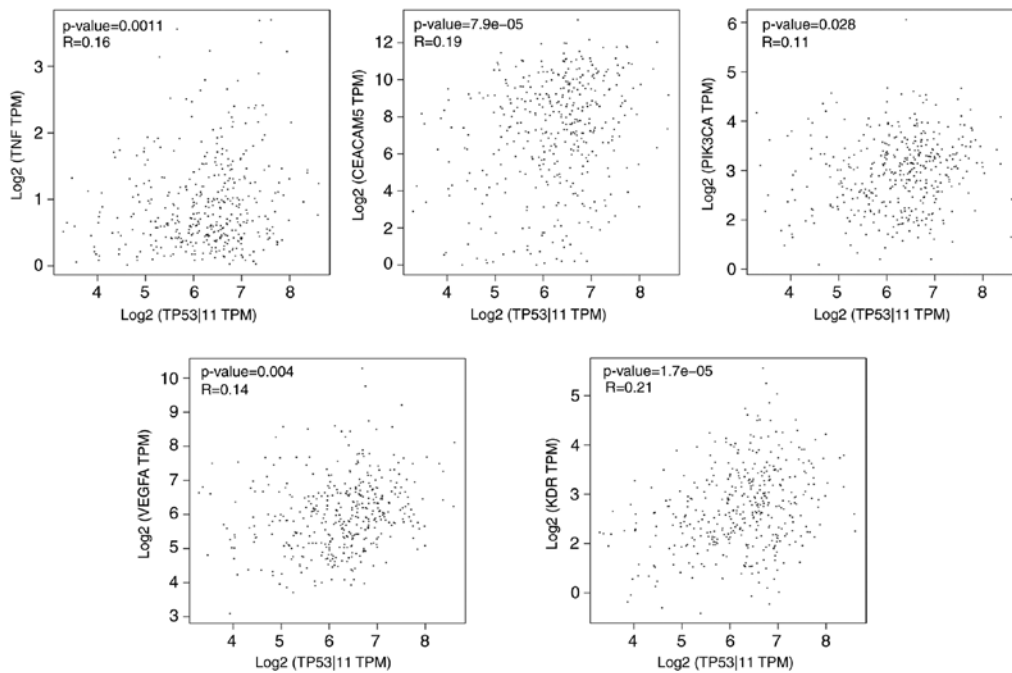 p-value=0.0011
R=0.16
3
2
1
0
Log2 (TNF TPM)
4 5 6 7 8
Log2 (TP53|11 TPM)
p-value=7.9e-05
R=0.19
12
10
8
6
4
2
0
Log2 (CEACAM5 TPM)
4 5 6 7 8
Log2 (TP53|11 TPM)
p-value=0.028
R=0.11
6
5
4
3
2
0
Log2 (PIK3CA TPM)
4 5 6 7 8
Log2 (TP53|11 TPM)
p-value=0.004
R=0.14
10
9
8
7
6
5
4
3
Log2 (VEGFA TPM)
4 5 6 7 8
Log2 (TP53|11 TPM)
p-value=1.7e-05
R=0.21
5
4
3
2
0
Log2 (KDR TPM)
4 5 6 7 8
Log2 (TP53|11 TPM)